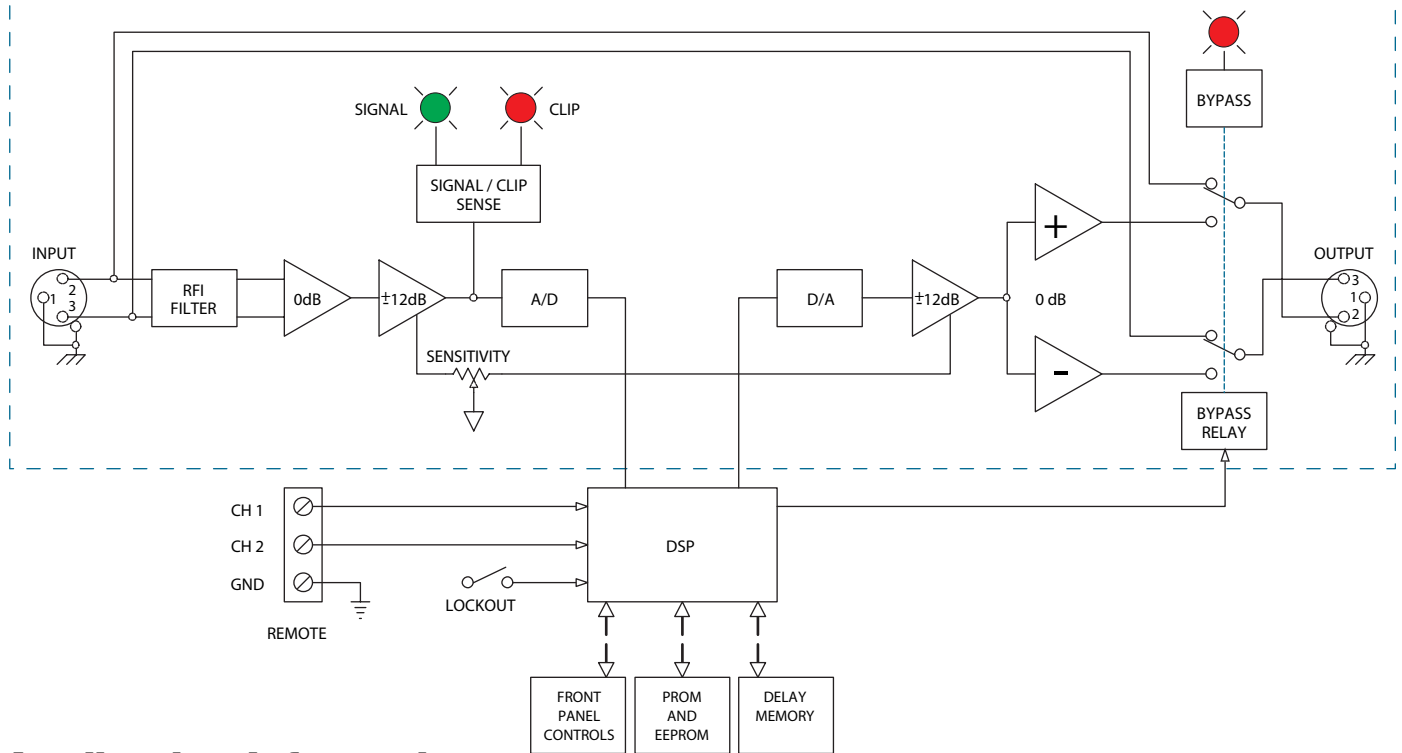 BYPASS
SIGNAL
CLIP
SIGNAL / CLIP
SENSE
INPUT
2
1
3
RFI
FILTER
0dB
±12dB
A/D
SENSITIVITY
D/A
±12dB
+
0 dB
-
OUTPUT
3
1
2
BYPASS
RELAY
CH 1
CH 2
GND
REMOTE
LOCKOUT
DSP
FRONT
PANEL
CONTROLS
PROM
AND
EEPROM
DELAY
MEMORY